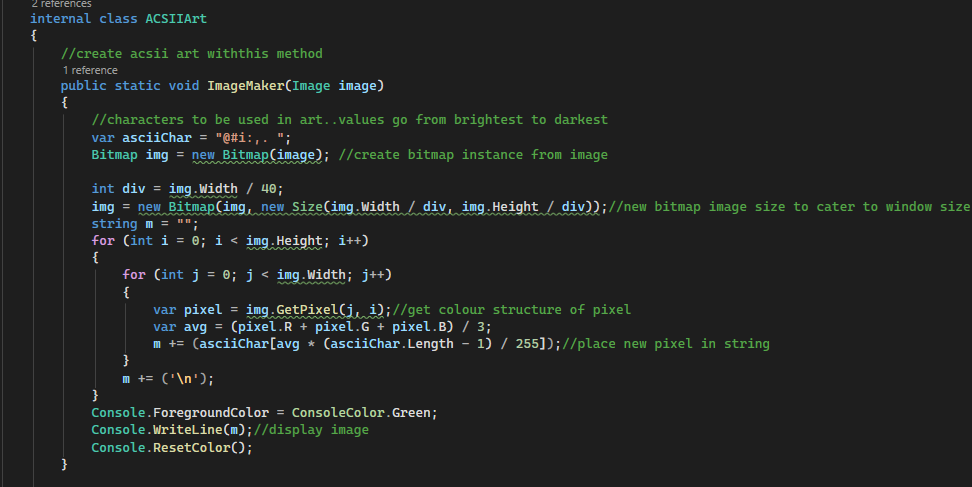 2 references
internal class ACSIIArt
{
//create acsii art withthis method
1 reference
public static void ImageMaker(Image image)
{
//characters to be used in art..values go from brightest to darkest
var asciiChar = "@#i:,. ";
Bitmap img = new Bitmap(image); //create bitmap instance from image
int div = img.Width / 40;
img = new Bitmap(img, new Size(img.Width / div, img.Height / div));//new bitmap image size to cater to window size
string m = "";
for (int i = 0; i < img.Height; i++)
{
for (int j = 0; j < img.Width; j++)
{
var pixel = img.GetPixel(j, i);//get colour structure of pixel
var avg = (pixel.R + pixel.G + pixel.B) / 3;
m += (asciiChar[avg * (asciiChar.Length - 1) / 255]);//place new pixel in string
}
m += ('\n');
}
Console.ForegroundColor = ConsoleColor.Green;
Console.WriteLine(m);//display image
Console.ResetColor();
}